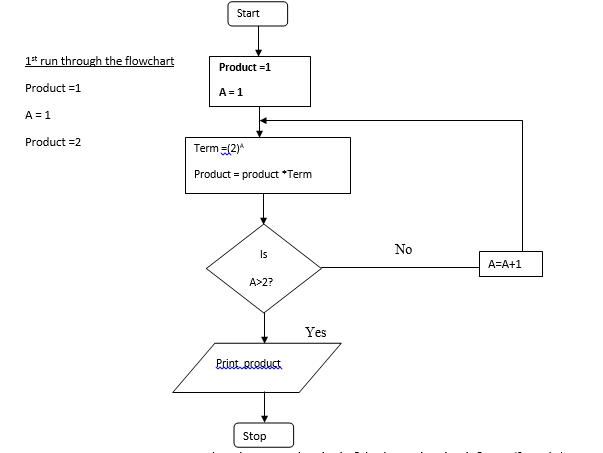 Start
1st run through the flowchart
Product =1
A = 1
Product =2
Product =1
A = 1
Term =(2)^A
Product = product *Term
Is
A>2?
No
A=A+1
Yes
Print product
Stop